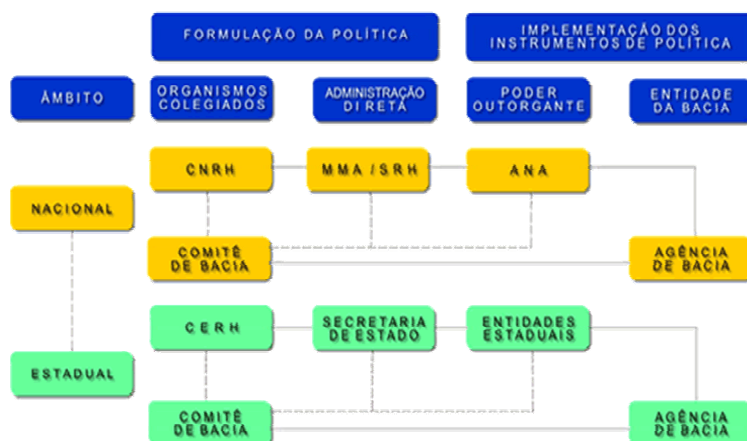 FORMULAÇÃO DA POLÍTICA
IMPLEMENTAÇÃO DOS
INSTRUMENTOS DE POLÍTICA
ÂMBITO
ORGANISMOS
COLEGIADOS
ADMINISTRAÇÃO
DIRETA
PODER
OUTORGANTE
ENTIDADE
DA BACIA
NACIONAL
CNRH
MMA / SRH
ANA
COMITÊ
DE BACIA
AGÊNCIA
DE BACIA
ESTADUAL
CERH
SECRETARIA
DE ESTADO
ENTIDADES
ESTADUAIS
COMITÊ
DE BACIA
AGÊNCIA
DE BACIA